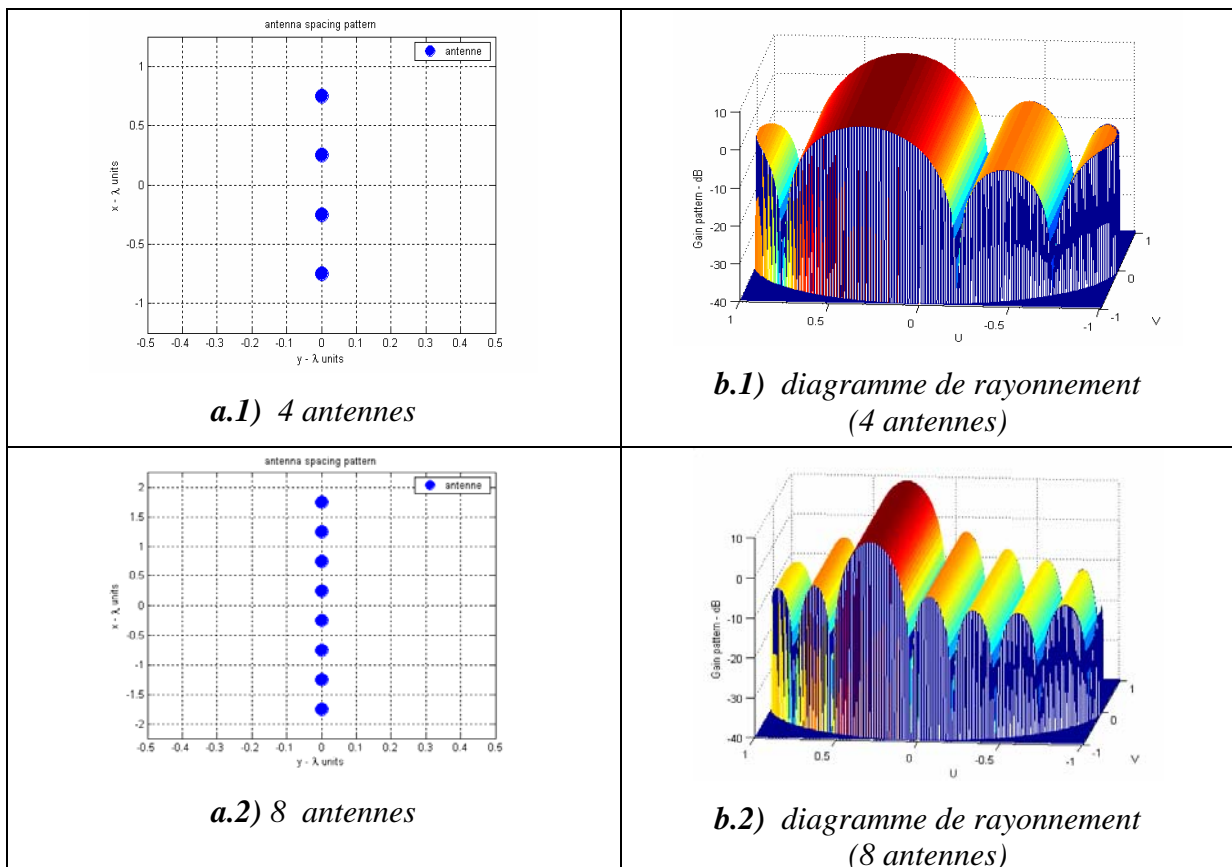 antenna spacing pattern
antenne
1
0.5
0
-0.5
-1
x - λ units
-0.5 -0.4 -0.3 -0.2 -0.1 0 0.1 0.2 0.3 0.4 0.5
y - λ units
a.1) 4 antennes
10
0
-10
-20
-30
-40
Gain pattern - dB
1 0.5 0 -0.5 -1
U
1
0
-1
V
b.1) diagramme de rayonnement
(4 antennes)
antenna spacing pattern
antenne
2
1.5
1
0.5
0
-0.5
-1
-1.5
-2
x - λ units
-0.5 -0.4 -0.3 -0.2 -0.1 0 0.1 0.2 0.3 0.4 0.5
y - λ units
a.2) 8 antennes
10
0
-10
-20
-30
-40
Gain pattern - dB
1 0.5 0 -0.5 -1
U
1
0
-1
V
b.2) diagramme de rayonnement
(8 antennes)